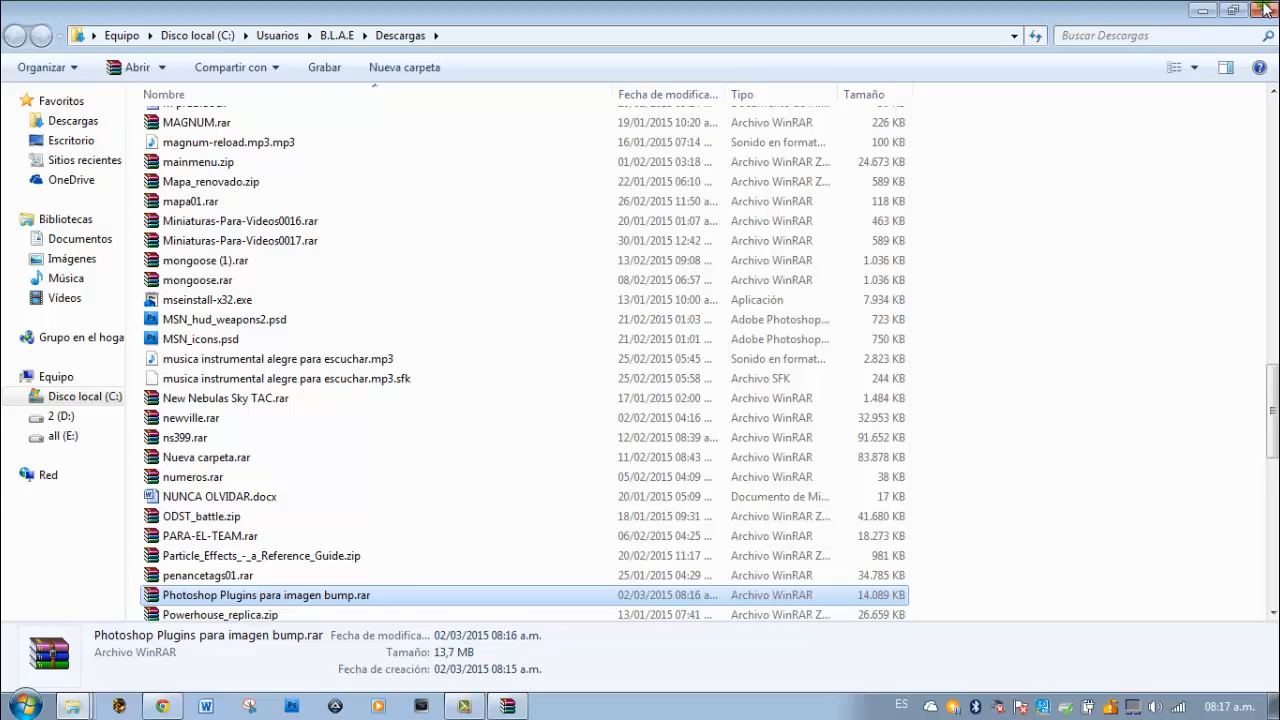 Equipo Disco local (C:) Usuarios B.L.A.E Descargas Buscar Descargas
Organizar Abrir Compartir con Grabar Nueva carpeta
Nombre Fecha de modifica... Tipo Tamaño
Favoritos
Descargas
Escritorio
Sitios recientes
OneDrive
Bibliotecas
Documentos
Imágenes
Música
Vídeos
Grupo en el hoga
Equipo
Disco local (C:)
2 (D:)
all (E:)
Red
MAGNUM.rar 19/01/2015 10:20 a... Archivo WinRAR 226 KB
magnum-reload.mp3.mp3 16/01/2015 07:14 ... Sonido en format... 100 KB
mainmenu.zip 01/02/2015 03:18 ... Archivo WinRAR Z... 24.673 KB
Mapa_renovado.zip 22/01/2015 06:10 ... Archivo WinRAR Z... 589 KB
mapa01.rar 26/02/2015 11:50 ... Archivo WinRAR 118 KB
Miniaturas-Para-Videos0016.rar 20/01/2015 01:07 ... Archivo WinRAR 463 KB
Miniaturas-Para-Videos0017.rar 30/01/2015 12:42 ... Archivo WinRAR 589 KB
mongoose (1).rar 13/02/2015 09:08 ... Archivo WinRAR 1.036 KB
mongoose.rar 08/02/2015 06:57 ... Archivo WinRAR 1.036 KB
mseinstall-x32.exe 13/01/2015 10:00 a... Aplicación 7.934 KB
MSN_hud_weapons2.psd 21/02/2015 01:03 ... Adobe Photoshop... 723 KB
MSN_icons.psd 21/02/2015 01:01 ... Adobe Photoshop... 750 KB
musica instrumental alegre para escuchar.mp3 25/02/2015 05:45 ... Sonido en format... 2.823 KB
musica instrumental alegre para escuchar.mp3.sfk 25/02/2015 05:58 ... Archivo SFK 244 KB
New Nebulas Sky TAC.rar 17/01/2015 02:00 ... Archivo WinRAR 1.484 KB
newville.rar 02/02/2015 04:16 ... Archivo WinRAR 32.953 KB
ns399.rar 12/02/2015 08:39 a... Archivo WinRAR 91.652 KB
Nueva carpeta.rar 11/02/2015 08:43 ... Archivo WinRAR 83.878 KB
numeros.rar 05/02/2015 04:09 ... Archivo WinRAR 38 KB
NUNCA OLVIDAR.docx 20/01/2015 05:09 ... Documento de Mi... 17 KB
ODST_battle.zip 18/01/2015 09:31 ... Archivo WinRAR Z... 41.680 KB
PARA-EL-TEAM.rar 06/02/2015 04:25 ... Archivo WinRAR 18.273 KB
Particle_Effects_-_a_Reference_Guide.zip 20/02/2015 11:17 ... Archivo WinRAR Z... 981 KB
penancetags01.rar 25/01/2015 04:29 ... Archivo WinRAR 34.785 KB
Photoshop Plugins para imagen bump.rar 02/03/2015 08:16 a... Archivo WinRAR 14.089 KB
Powerhouse_replica.zip 13/01/2015 07:41 ... Archivo WinRAR Z... 26.659 KB
Photoshop Plugins para imagen bump.rar Fecha de modifica... 02/03/2015 08:16 a.m.
Archivo WinRAR Tamaño: 13,7 MB
Fecha de creación: 02/03/2015 08:15 a.m.
ES 08:17 a.m.